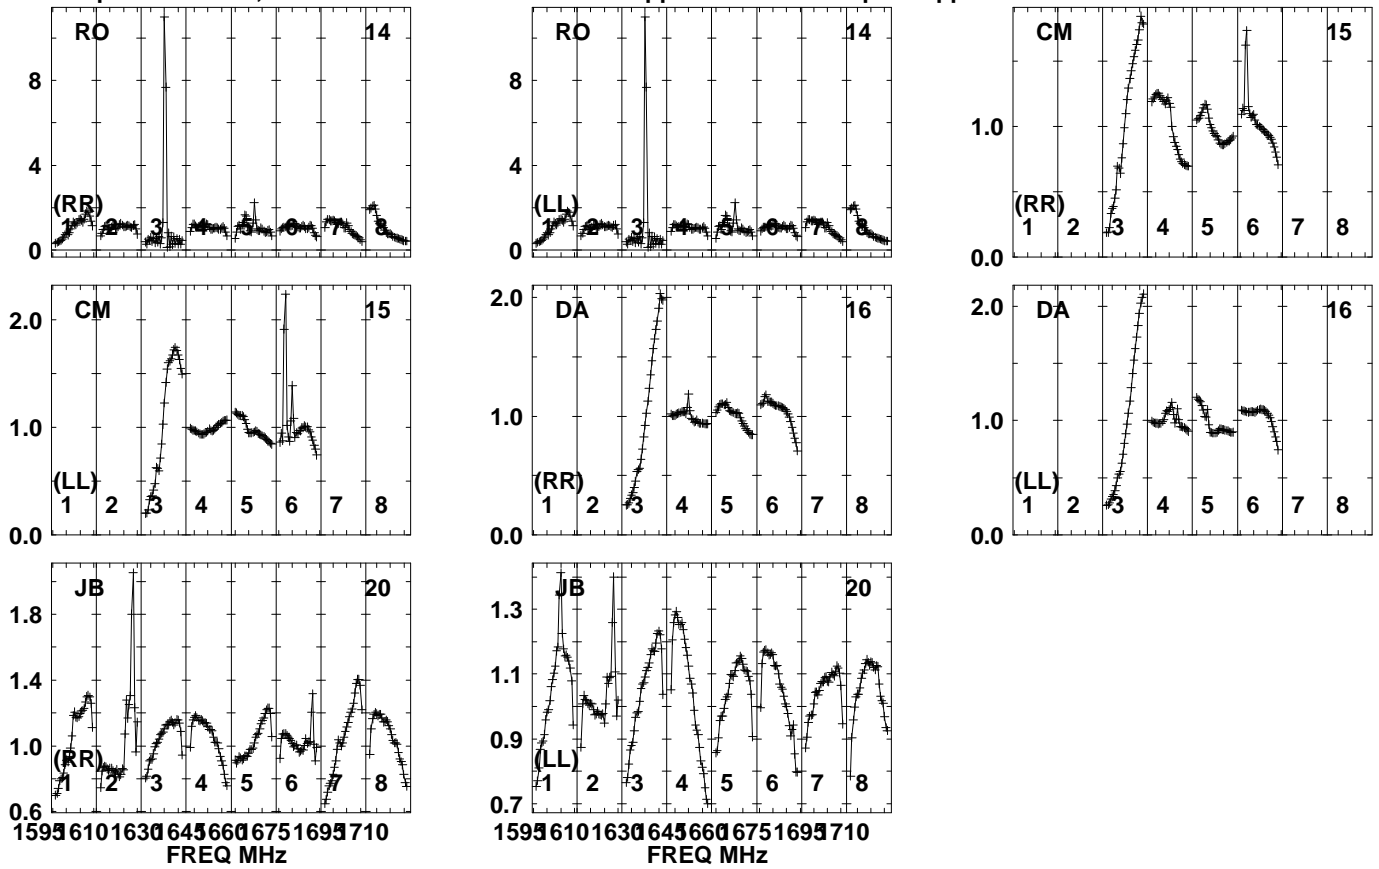 RO 14
8
4
(RR)
1 2 3 4 5 6 7 8
0
RO 14
8
4
(LL)
1 2 3 4 5 6 7 8
0
CM 15
1.0
(RR)
1 2 3 4 5 6 7 8
0.0
CM 15
2.0
1.0
(LL)
1 2 3 4 5 6 7 8
0.0
DA 16
2.0
1.0
(RR)
1 2 3 4 5 6 7 8
0.0
DA 16
2.0
1.0
(LL)
1 2 3 4 5 6 7 8
0.0
JB 20
1.8
1.4
1.0
(RR)
1 2 3 4 5 6 7 8
0.6
1595 1610 1630 1645 1660 1675 1695 1710
FREQ MHz
JB 20
1.3
1.1
0.9
(LL)
1 2 3 4 5 6 7 8
0.7
1595 1610 1630 1645 1660 1675 1695 1710
FREQ MHz